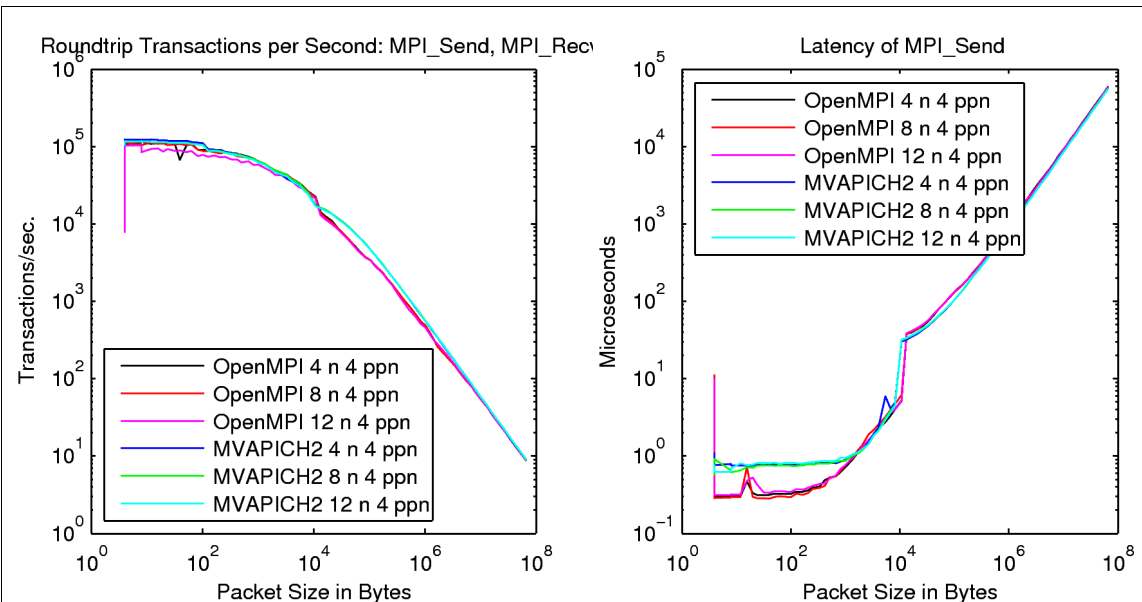 Roundtrip Transactions per Second: MPI_Send, MPI_Recv
10^6
10^5
10^4
10^3
10^2
10^1
10^0
Transactions/sec.
OpenMPI 4 n 4 ppn
OpenMPI 8 n 4 ppn
OpenMPI 12 n 4 ppn
MVAPICH2 4 n 4 ppn
MVAPICH2 8 n 4 ppn
MVAPICH2 12 n 4 ppn
10^0 10^2 10^4 10^6 10^8
Packet Size in Bytes
Latency of MPI_Send
10^5
10^4
10^3
10^2
10^1
10^0
10^-1
Microseconds
OpenMPI 4 n 4 ppn
OpenMPI 8 n 4 ppn
OpenMPI 12 n 4 ppn
MVAPICH2 4 n 4 ppn
MVAPICH2 8 n 4 ppn
MVAPICH2 12 n 4 ppn
10^0 10^2 10^4 10^6 10^8
Packet Size in Bytes